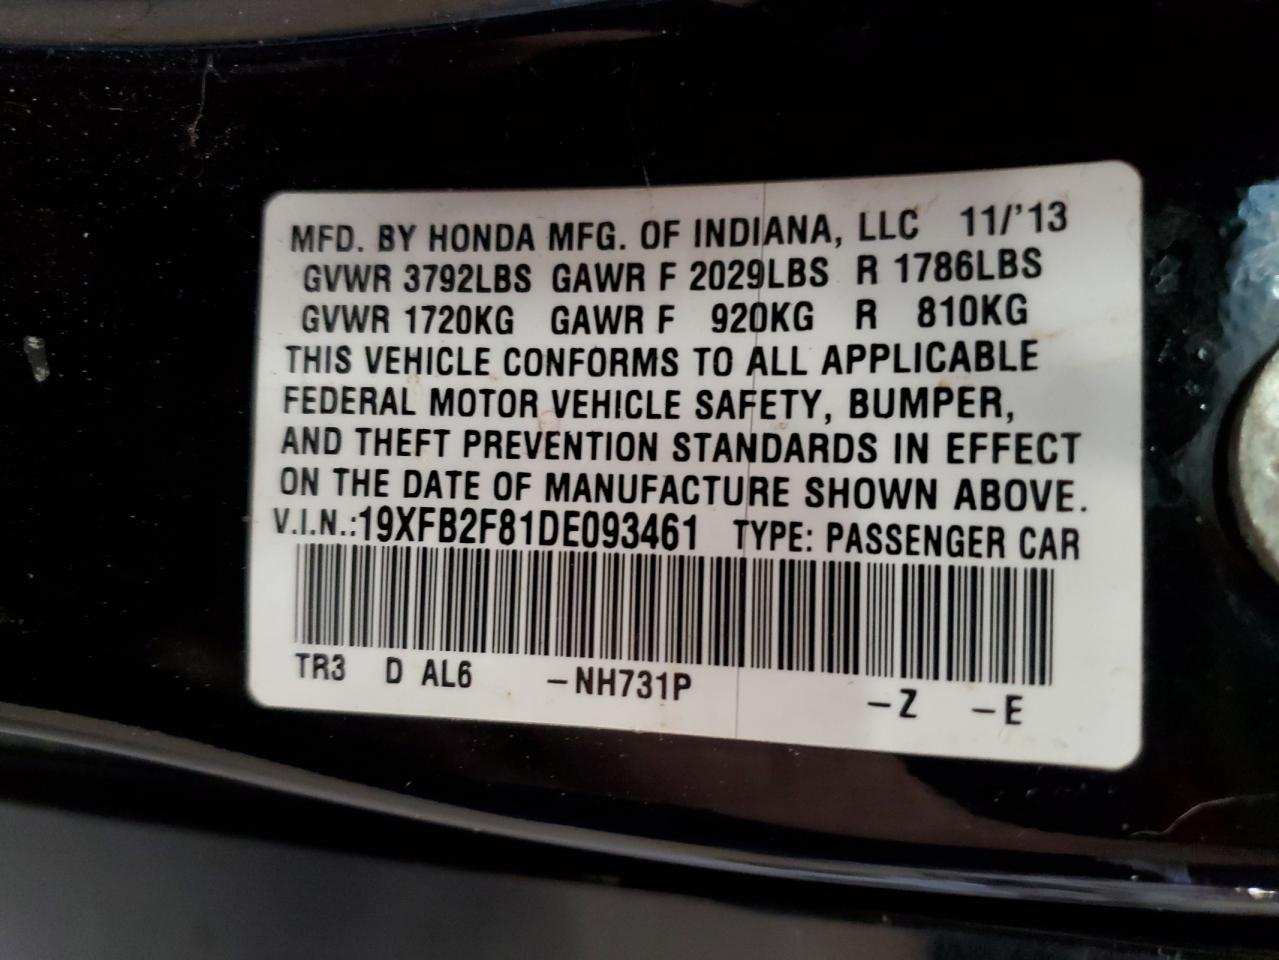 MFD. BY HONDA MFG. OF INDIANA, LLC 11/'13
GVWR 3792LBS GAWR F 2029LBS R 1786LBS
GVWR 1720KG GAWR F 920KG R 810KG
THIS VEHICLE CONFORMS TO ALL APPLICABLE
FEDERAL MOTOR VEHICLE SAFETY, BUMPER,
AND THEFT PREVENTION STANDARDS IN EFFECT
ON THE DATE OF MANUFACTURE SHOWN ABOVE.
V.I.N.:19XFB2F81DE093461 TYPE: PASSENGER CAR
TR3 D AL6 -NH731P -Z -E